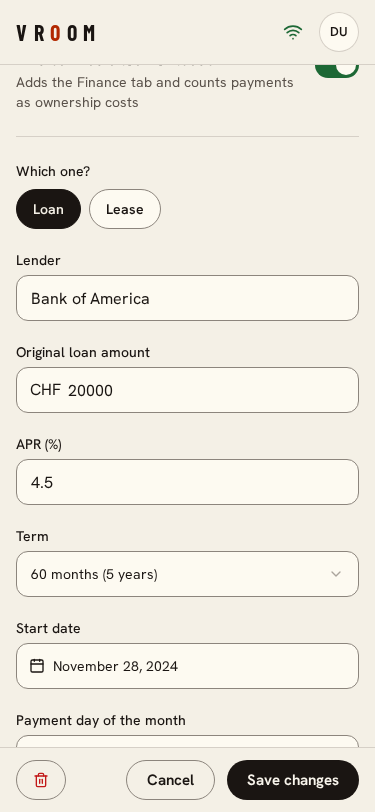 VROOM
DU
Adds the Finance tab and counts payments
as ownership costs
Which one?
Loan
Lease
Lender
Bank of America
Original loan amount
CHF 20000
APR (%)
4.5
Term
60 months (5 years)
Start date
November 28, 2024
Payment day of the month
Cancel
Save changes